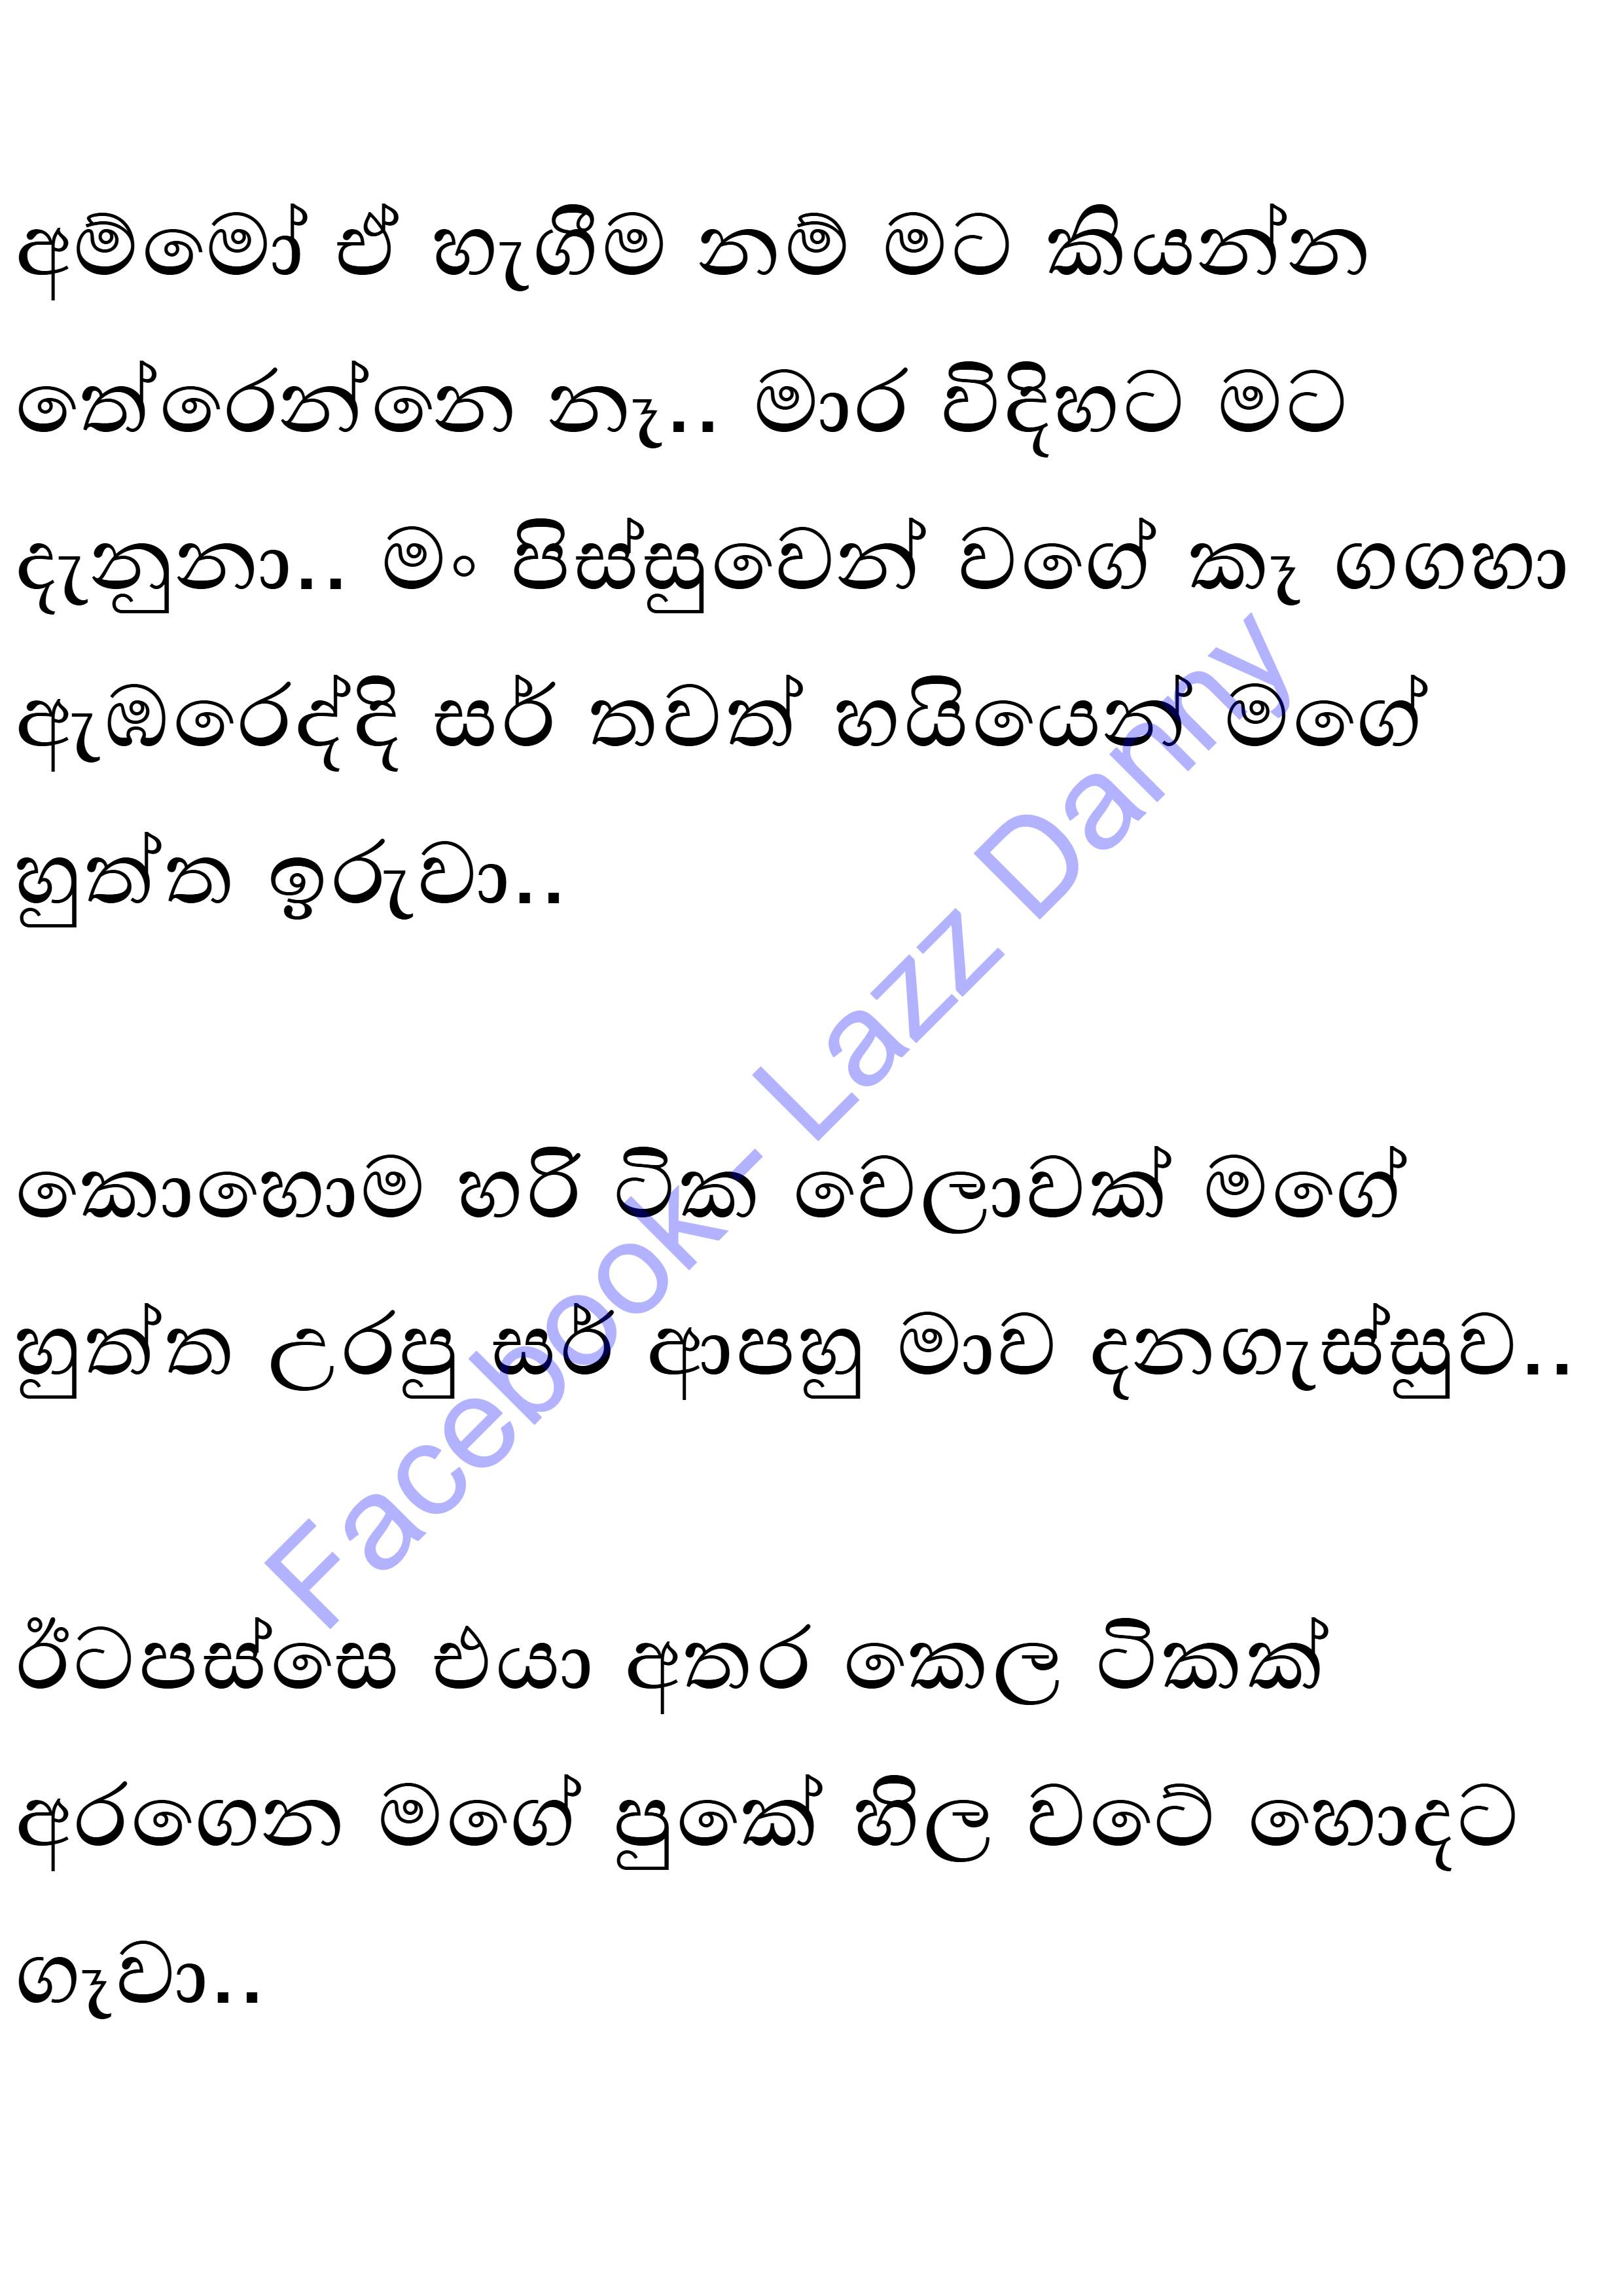 අම්මෝ ඒ හැගීම නම් මට කියන්න
තේරෙන්නෙ නෑ.. මාර විදිහට මට
දැනුනා.. මං පිස්සුවෙන් වගේ කෑ ගගහා
ඇඹරෙද්දි සර් තවත් හයියෙන් මගේ
හුත්ත ඉරුවා..
කොහොම හරි ටික වෙලාවක් මගේ
හුත්ත උරපු සර් ආපහු මාව දනගැස්සුව..
ඊටපස්සෙ එයා අතර කෙල ටිකක්
අරගෙන මගේ පුකේ හිල වටේ හොදට
ගෑවා..
Facebook- Lazz Danny